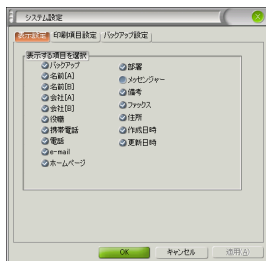 システム設定
表示設定 印刷項目設定 バックアップ設定
表示する項目を選択
バックアップ
名前[A]
名前[B]
会社[A]
会社[B]
役職
携帯電話
電話
e-mail
ホームページ
部署
メッセンジャー
備考
ファックス
住所
作成日時
更新日時
OK キャンセル 適用(A)